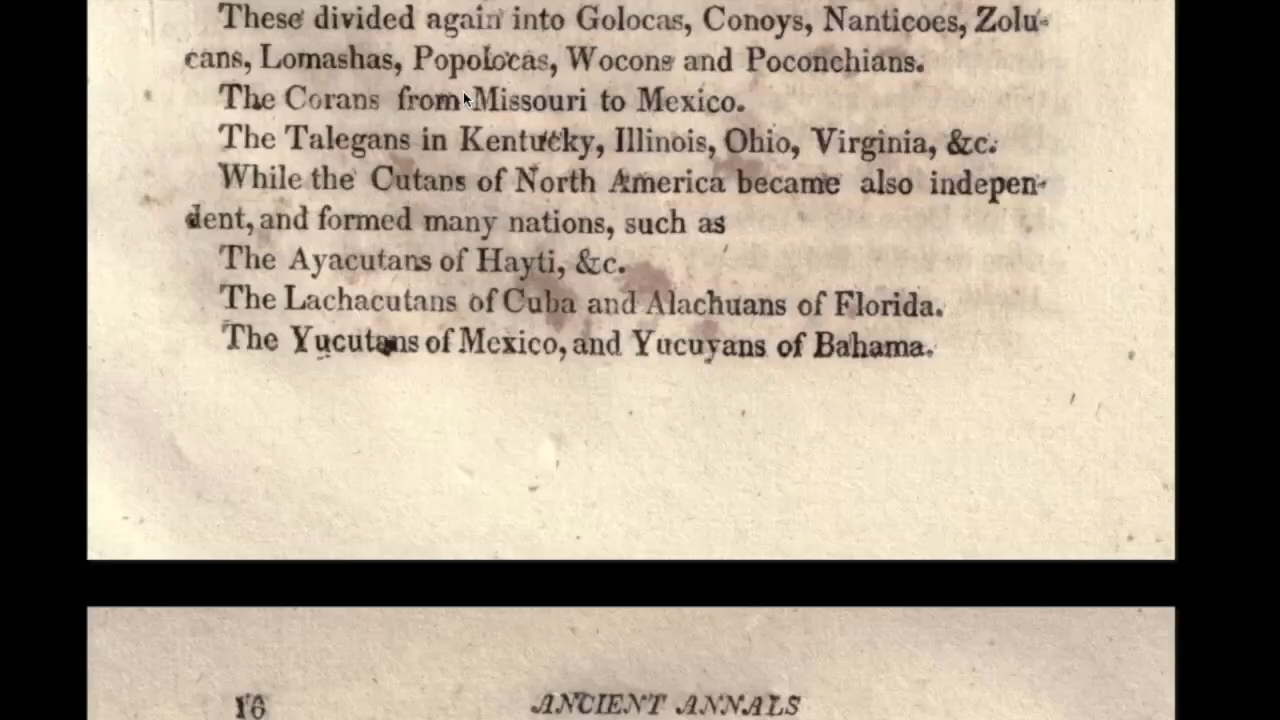 These divided again into Golocas, Conoys, Nanticoes, Zolu-
cans, Lomashas, Popolocas, Wocons and Poconchians.
The Corans from Missouri to Mexico.
The Talegans in Kentucky, Illinois, Ohio, Virginia, &c.
While the Cutans of North America became also indepen-
dent, and formed many nations, such as
The Ayacutans of Hayti, &c.
The Lachacutans of Cuba and Alachuans of Florida.
The Yucutans of Mexico, and Yucuyans of Bahama.
16 ANCIENT ANNALS